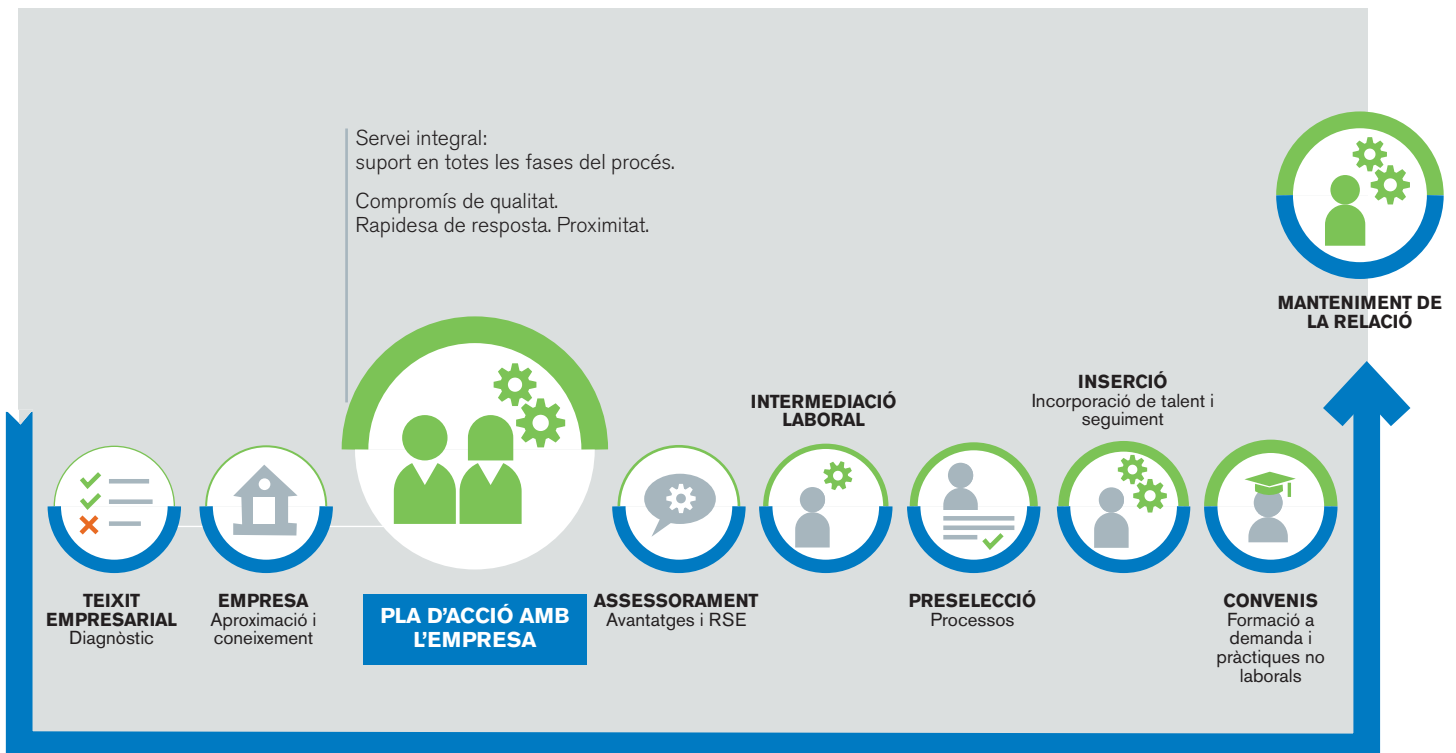 Servei integral:
suport en totes les fases del procés.
Compromís de qualitat.
Rapidesa de resposta. Proximitat.
TEIXIT
EMPRESARIAL
Diagnòstic
EMPRESA
Aproximació i
coneixement
PLA D’ACCIÓ AMB
L’EMPRESA
ASSESSORAMENT
Avantatges i RSE
INTERMEDIACIÓ
LABORAL
PRESELECCIÓ
Processos
INSERCIÓ
Incorporació de talent i
seguiment
CONVENIS
Formació a
demanda i
pràctiques no
laborals
MANTENIMENT DE
LA RELACIÓ